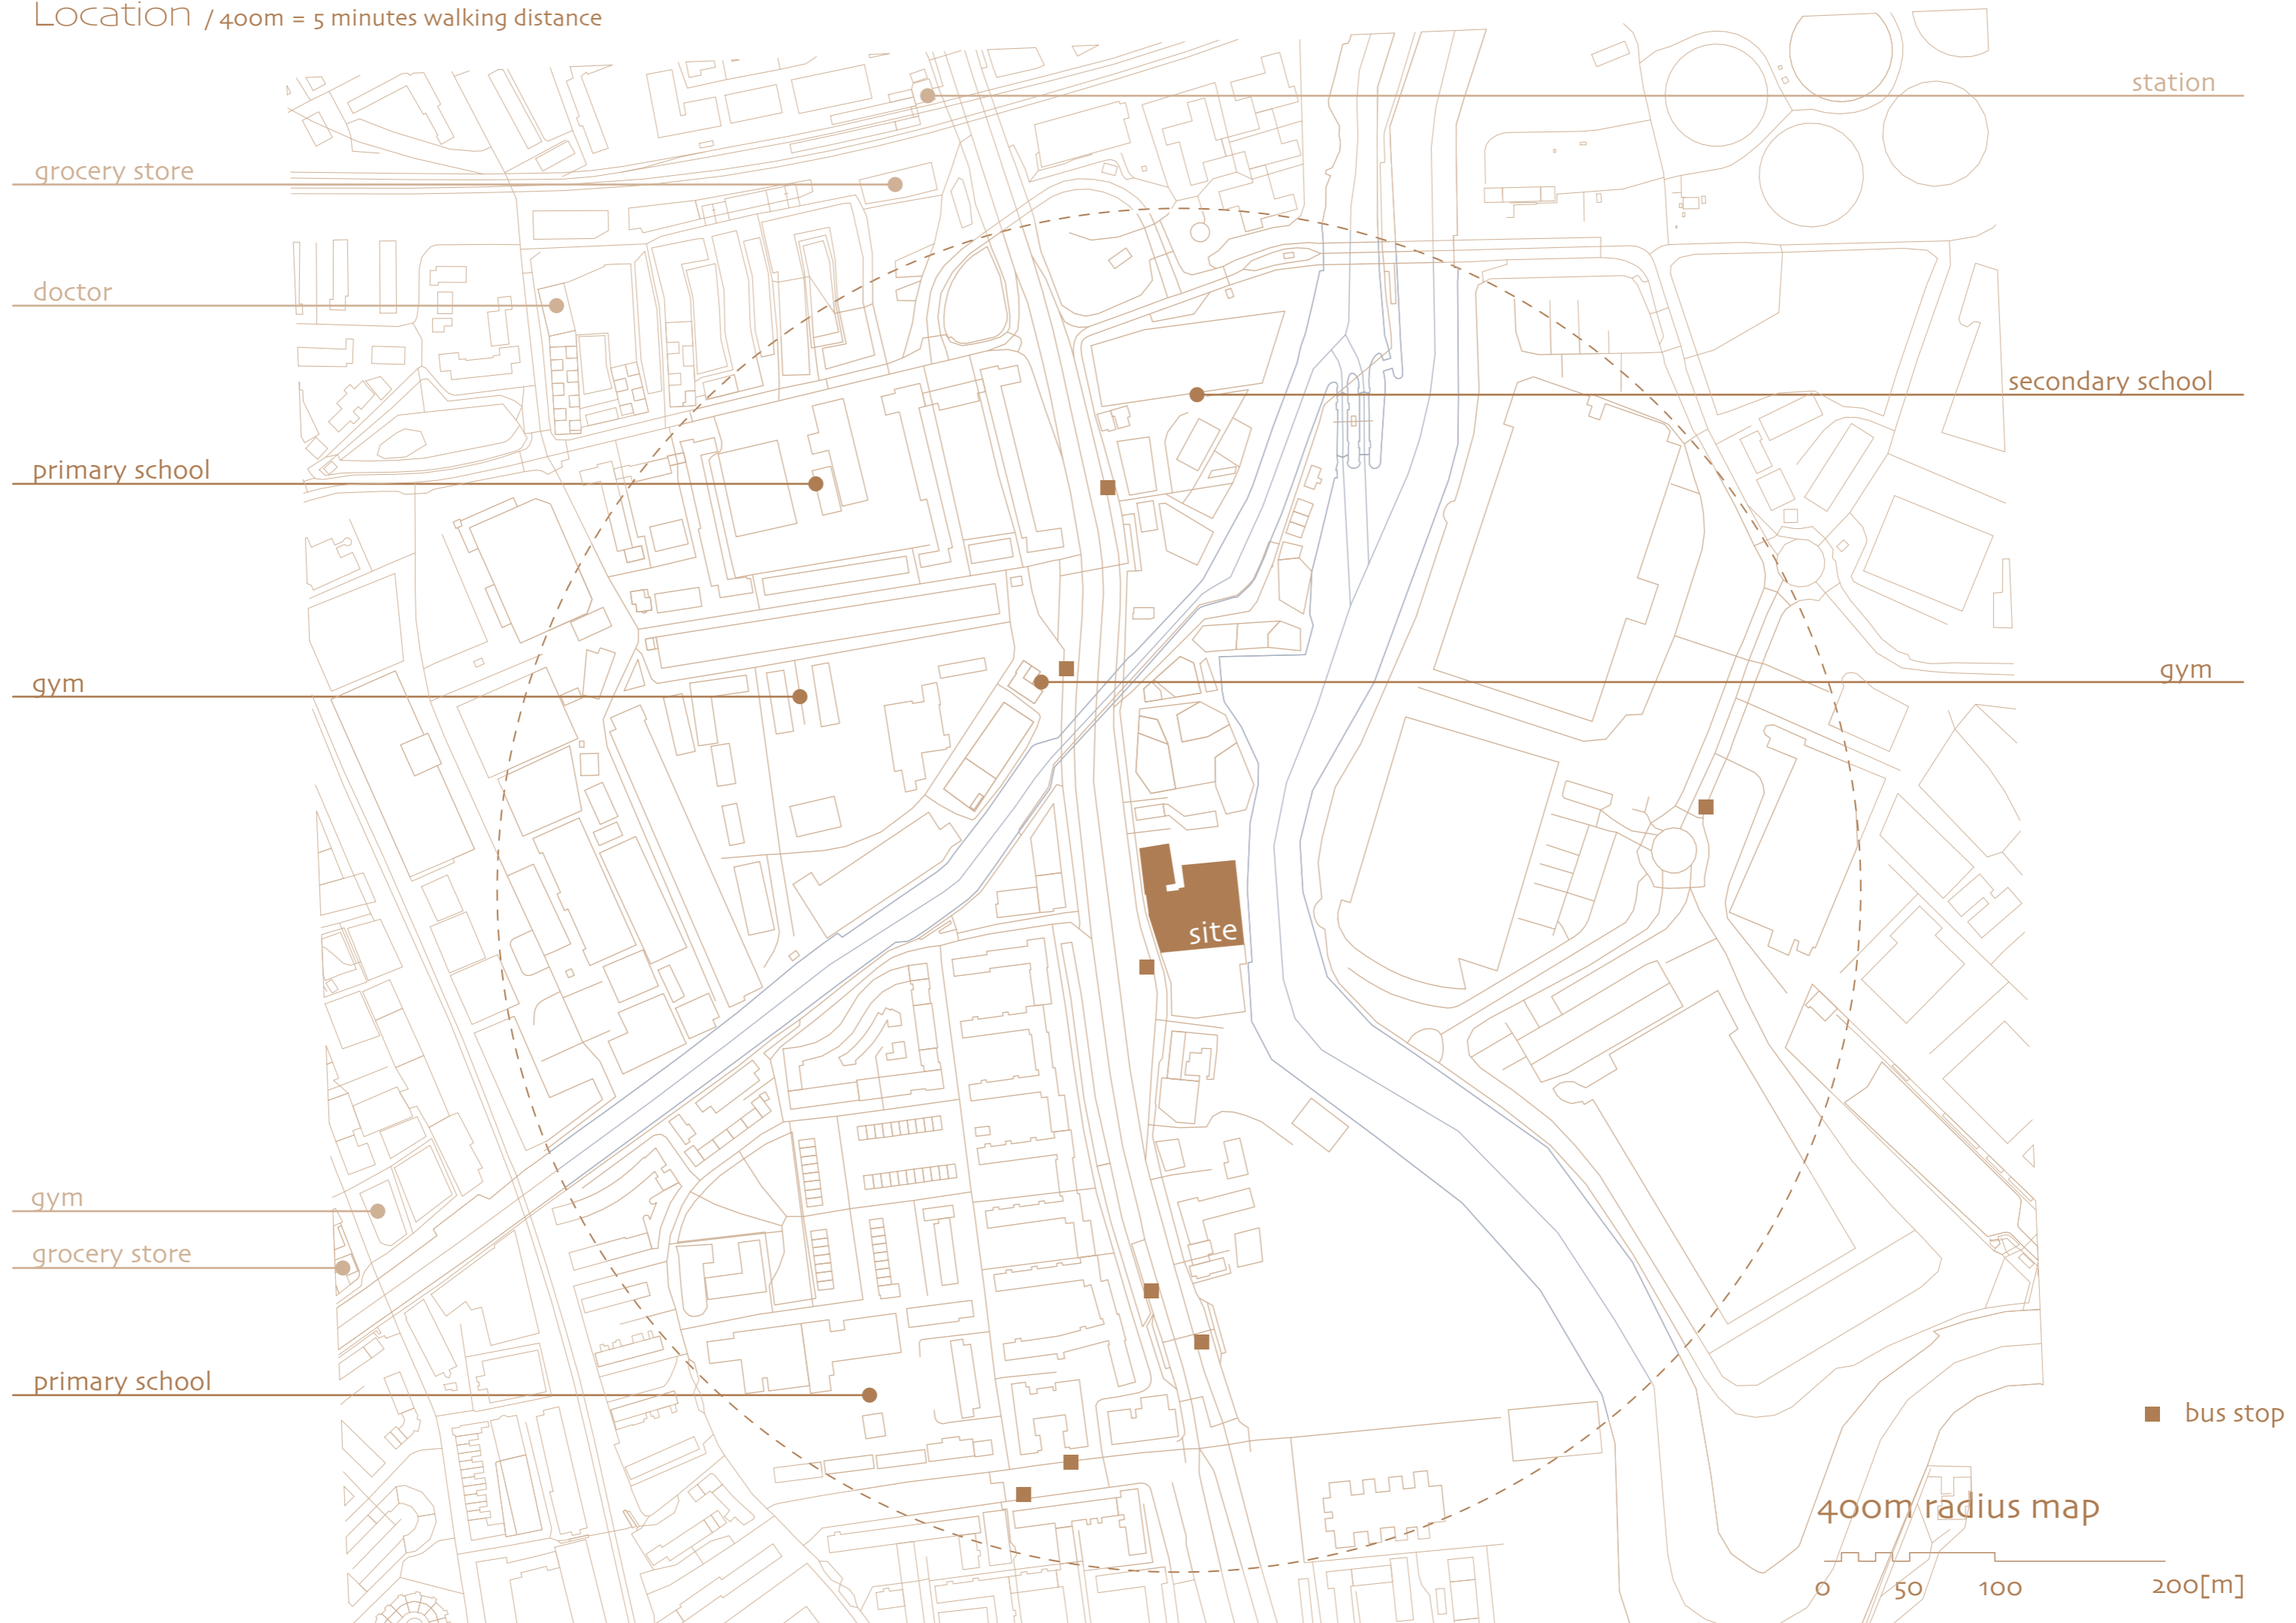 Location / 400m = 5 minutes walking distance
station
grocery store
doctor
secondary school
primary school
gym
gym
site
gym
grocery store
primary school
bus stop
400m radius map
0 50 100 200[m]